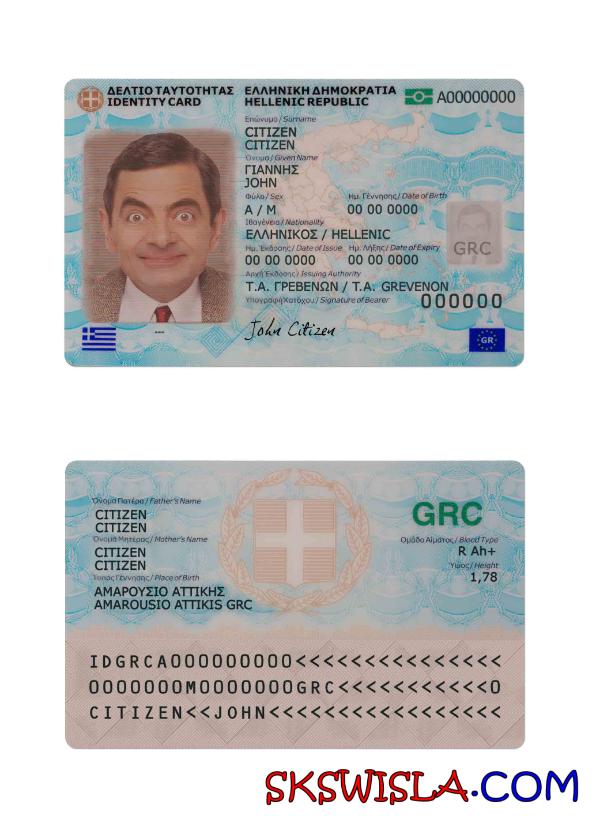 ΔΕΛΤΙΟ ΤΑΥΤΟΤΗΤΑΣ
IDENTITY CARD
ΕΛΛΗΝΙΚΗ ΔΗΜΟΚΡΑΤΙΑ
HELLENIC REPUBLIC
A00000000
Επώνυμο / Surname
CITIZEN
CITIZEN
Όνομα / Given Name
ΓΙΑΝΝΗΣ
JOHN
Φύλο / Sex
Ημ. Γέννησης / Date of Birth
A / M
00 00 0000
Ιθαγένεια / Nationality
ΕΛΛΗΝΙΚΟΣ / HELLENIC
Ημ. Έκδοσης / Date of Issue
Ημ. Λήξης / Date of Expiry
00 00 0000
00 00 0000
GRC
Αρχή Έκδοσης / Issuing Authority
Τ.Α. ΓΡΕΒΕΝΩΝ / T.A. GREVENON
Υπογραφή Κατόχου / Signature of Bearer
000000
---
John Citizen
GR
Όνομα Πατέρα / Father's Name
CITIZEN
CITIZEN
Όνομα Μητέρας / Mother's Name
CITIZEN
CITIZEN
Τόπος Γέννησης / Place of Birth
ΑΜΑΡΟΥΣΙΟ ΑΤΤΙΚΗΣ
AMAROUSIO ATTIKIS GRC
GRC
Ομάδα Αίματος / Blood Type
R Ah+
Ύψος / Height
1,78
IDGRCA000000000<<<<<<<<<<<<<<<
0000000M0000000GRC<<<<<<<<<<<0
CITIZEN<<JOHN<<<<<<<<<<<<<<<<<
SKSWISLA.COM